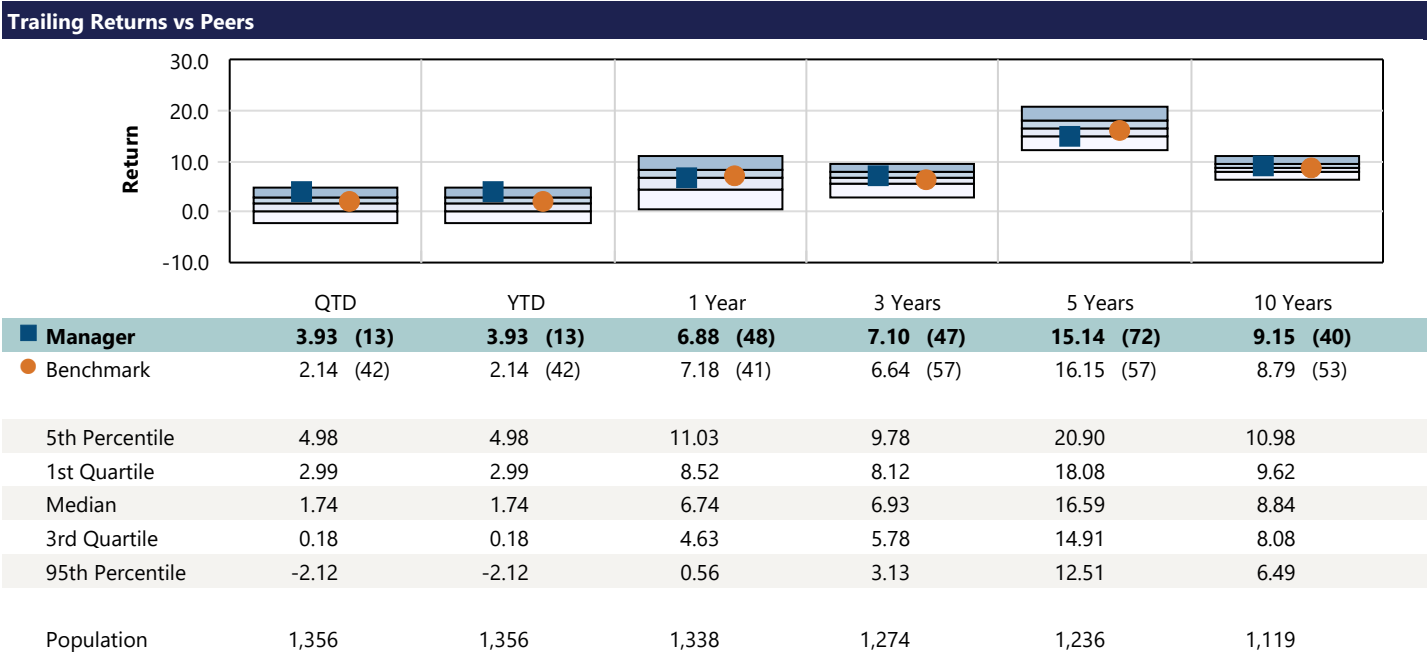 Trailing Returns vs Peers
30.0
20.0
10.0
0.0
-10.0
Return
QTD YTD 1 Year 3 Years 5 Years 10 Years
Manager 3.93 (13) 3.93 (13) 6.88 (48) 7.10 (47) 15.14 (72) 9.15 (40)
Benchmark 2.14 (42) 2.14 (42) 7.18 (41) 6.64 (57) 16.15 (57) 8.79 (53)
5th Percentile 4.98 4.98 11.03 9.78 20.90 10.98
1st Quartile 2.99 2.99 8.52 8.12 18.08 9.62
Median 1.74 1.74 6.74 6.93 16.59 8.84
3rd Quartile 0.18 0.18 4.63 5.78 14.91 8.08
95th Percentile -2.12 -2.12 0.56 3.13 12.51 6.49
Population 1,356 1,356 1,338 1,274 1,236 1,119